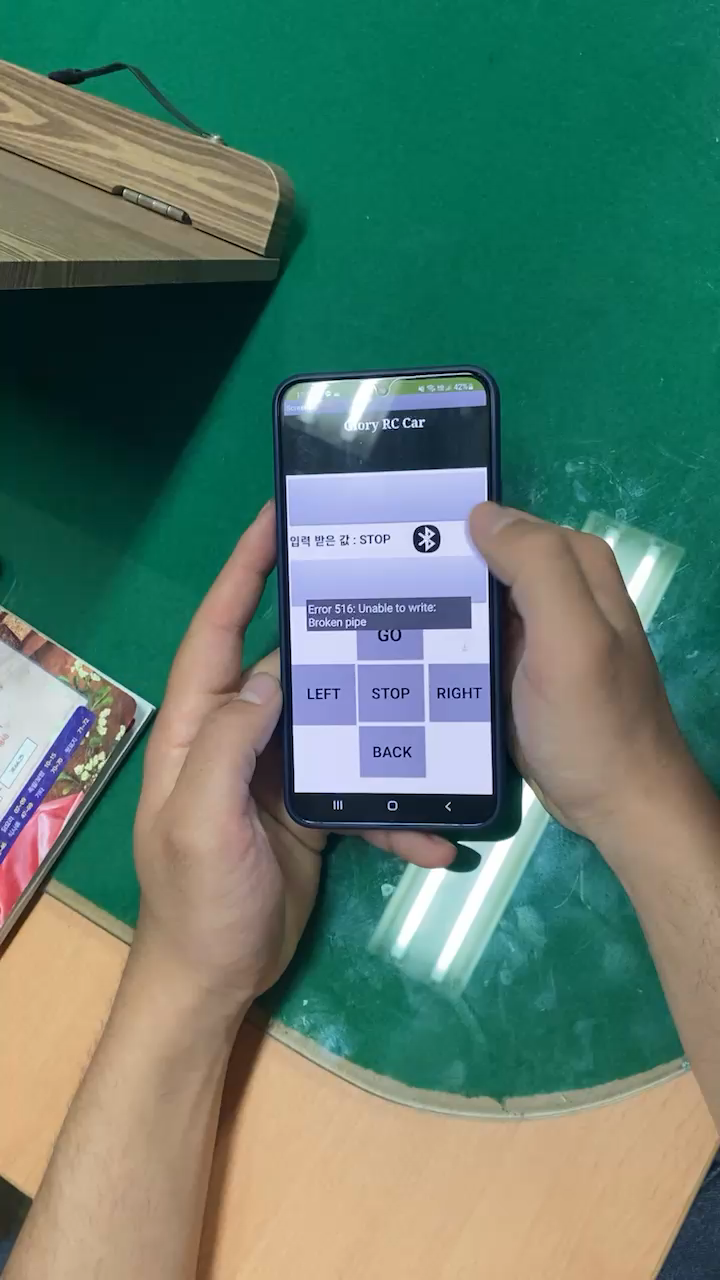 42%
Glory RC Car
입력 받은 값 : STOP
Error 516: Unable to write:
Broken pipe
GO
LEFT STOP RIGHT
BACK